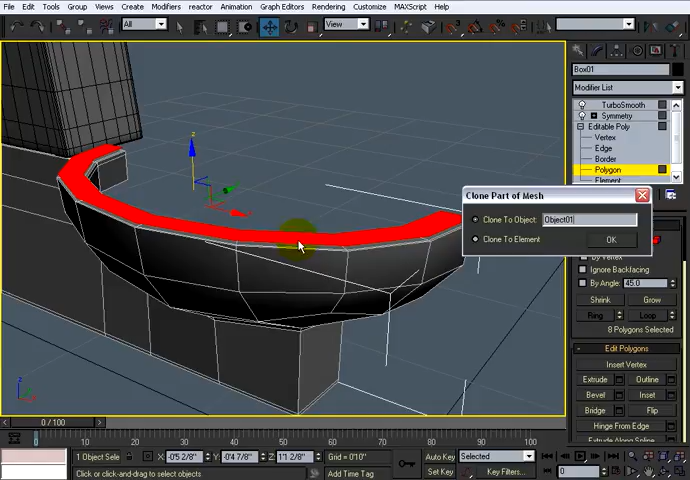 File Edit Tools Group Views Create Modifiers reactor Animation Graph Editors Rendering Customize MAXScript Help
All View
Box01
Modifier List
TurboSmooth
Symmetry
Editable Poly
Vertex
Edge
Border
Polygon
Element
Clone Part of Mesh
Clone To Object: Object01
Clone To Element OK
By Vertex
Ignore Backfacing
By Angle: 45.0
Shrink Grow
Ring Loop
8 Polygons Selected
Edit Polygons
Insert Vertex
Extrude Outline
Bevel Inset
Bridge Flip
Hinge From Edge
Extrude Along Spline
z
0 / 100
0 10 20 30 40 50 60 70 80 90 100
1 Object Sele X: -0'5 2/8" Y: -0'4 7/8" Z: 1'1 2/8" Grid = 0'10" Auto Key Selected
Click or click-and-drag to select objects Add Time Tag Set Key Key Filters... 0